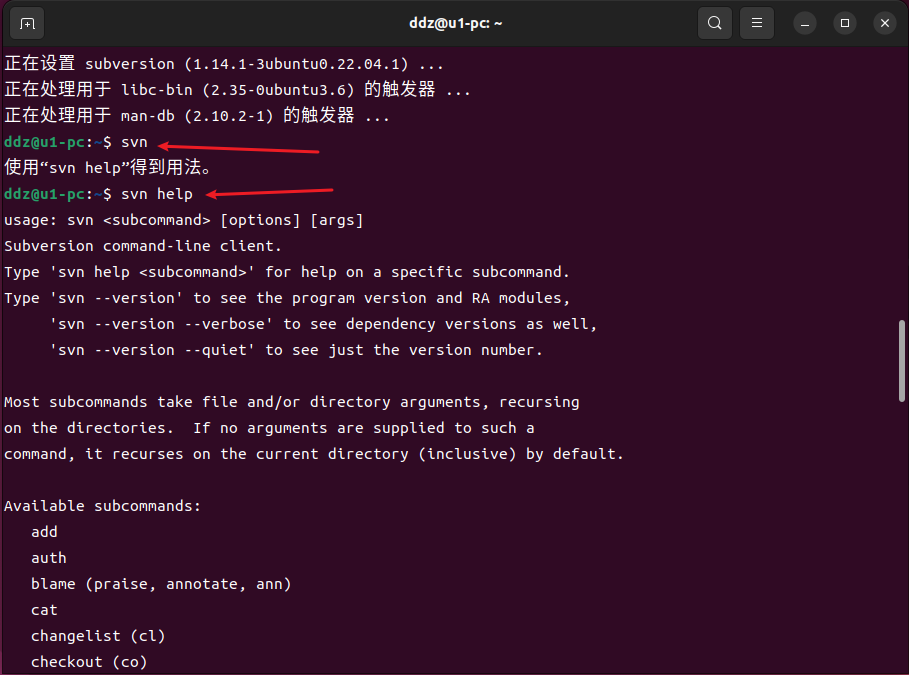 ddz@u1-pc: ~
正在设置 subversion (1.14.1-3ubuntu0.22.04.1) ...
正在处理用于 libc-bin (2.35-0ubuntu3.6) 的触发器 ...
正在处理用于 man-db (2.10.2-1) 的触发器 ...
ddz@u1-pc:~$ svn
使用“svn help”得到用法。
ddz@u1-pc:~$ svn help
usage: svn <subcommand> [options] [args]
Subversion command-line client.
Type 'svn help <subcommand>' for help on a specific subcommand.
Type 'svn --version' to see the program version and RA modules,
     'svn --version --verbose' to see dependency versions as well,
     'svn --version --quiet' to see just the version number.
Most subcommands take file and/or directory arguments, recursing
on the directories.  If no arguments are supplied to such a
command, it recurses on the current directory (inclusive) by default.
Available subcommands:
   add
   auth
   blame (praise, annotate, ann)
   cat
   changelist (cl)
   checkout (co)